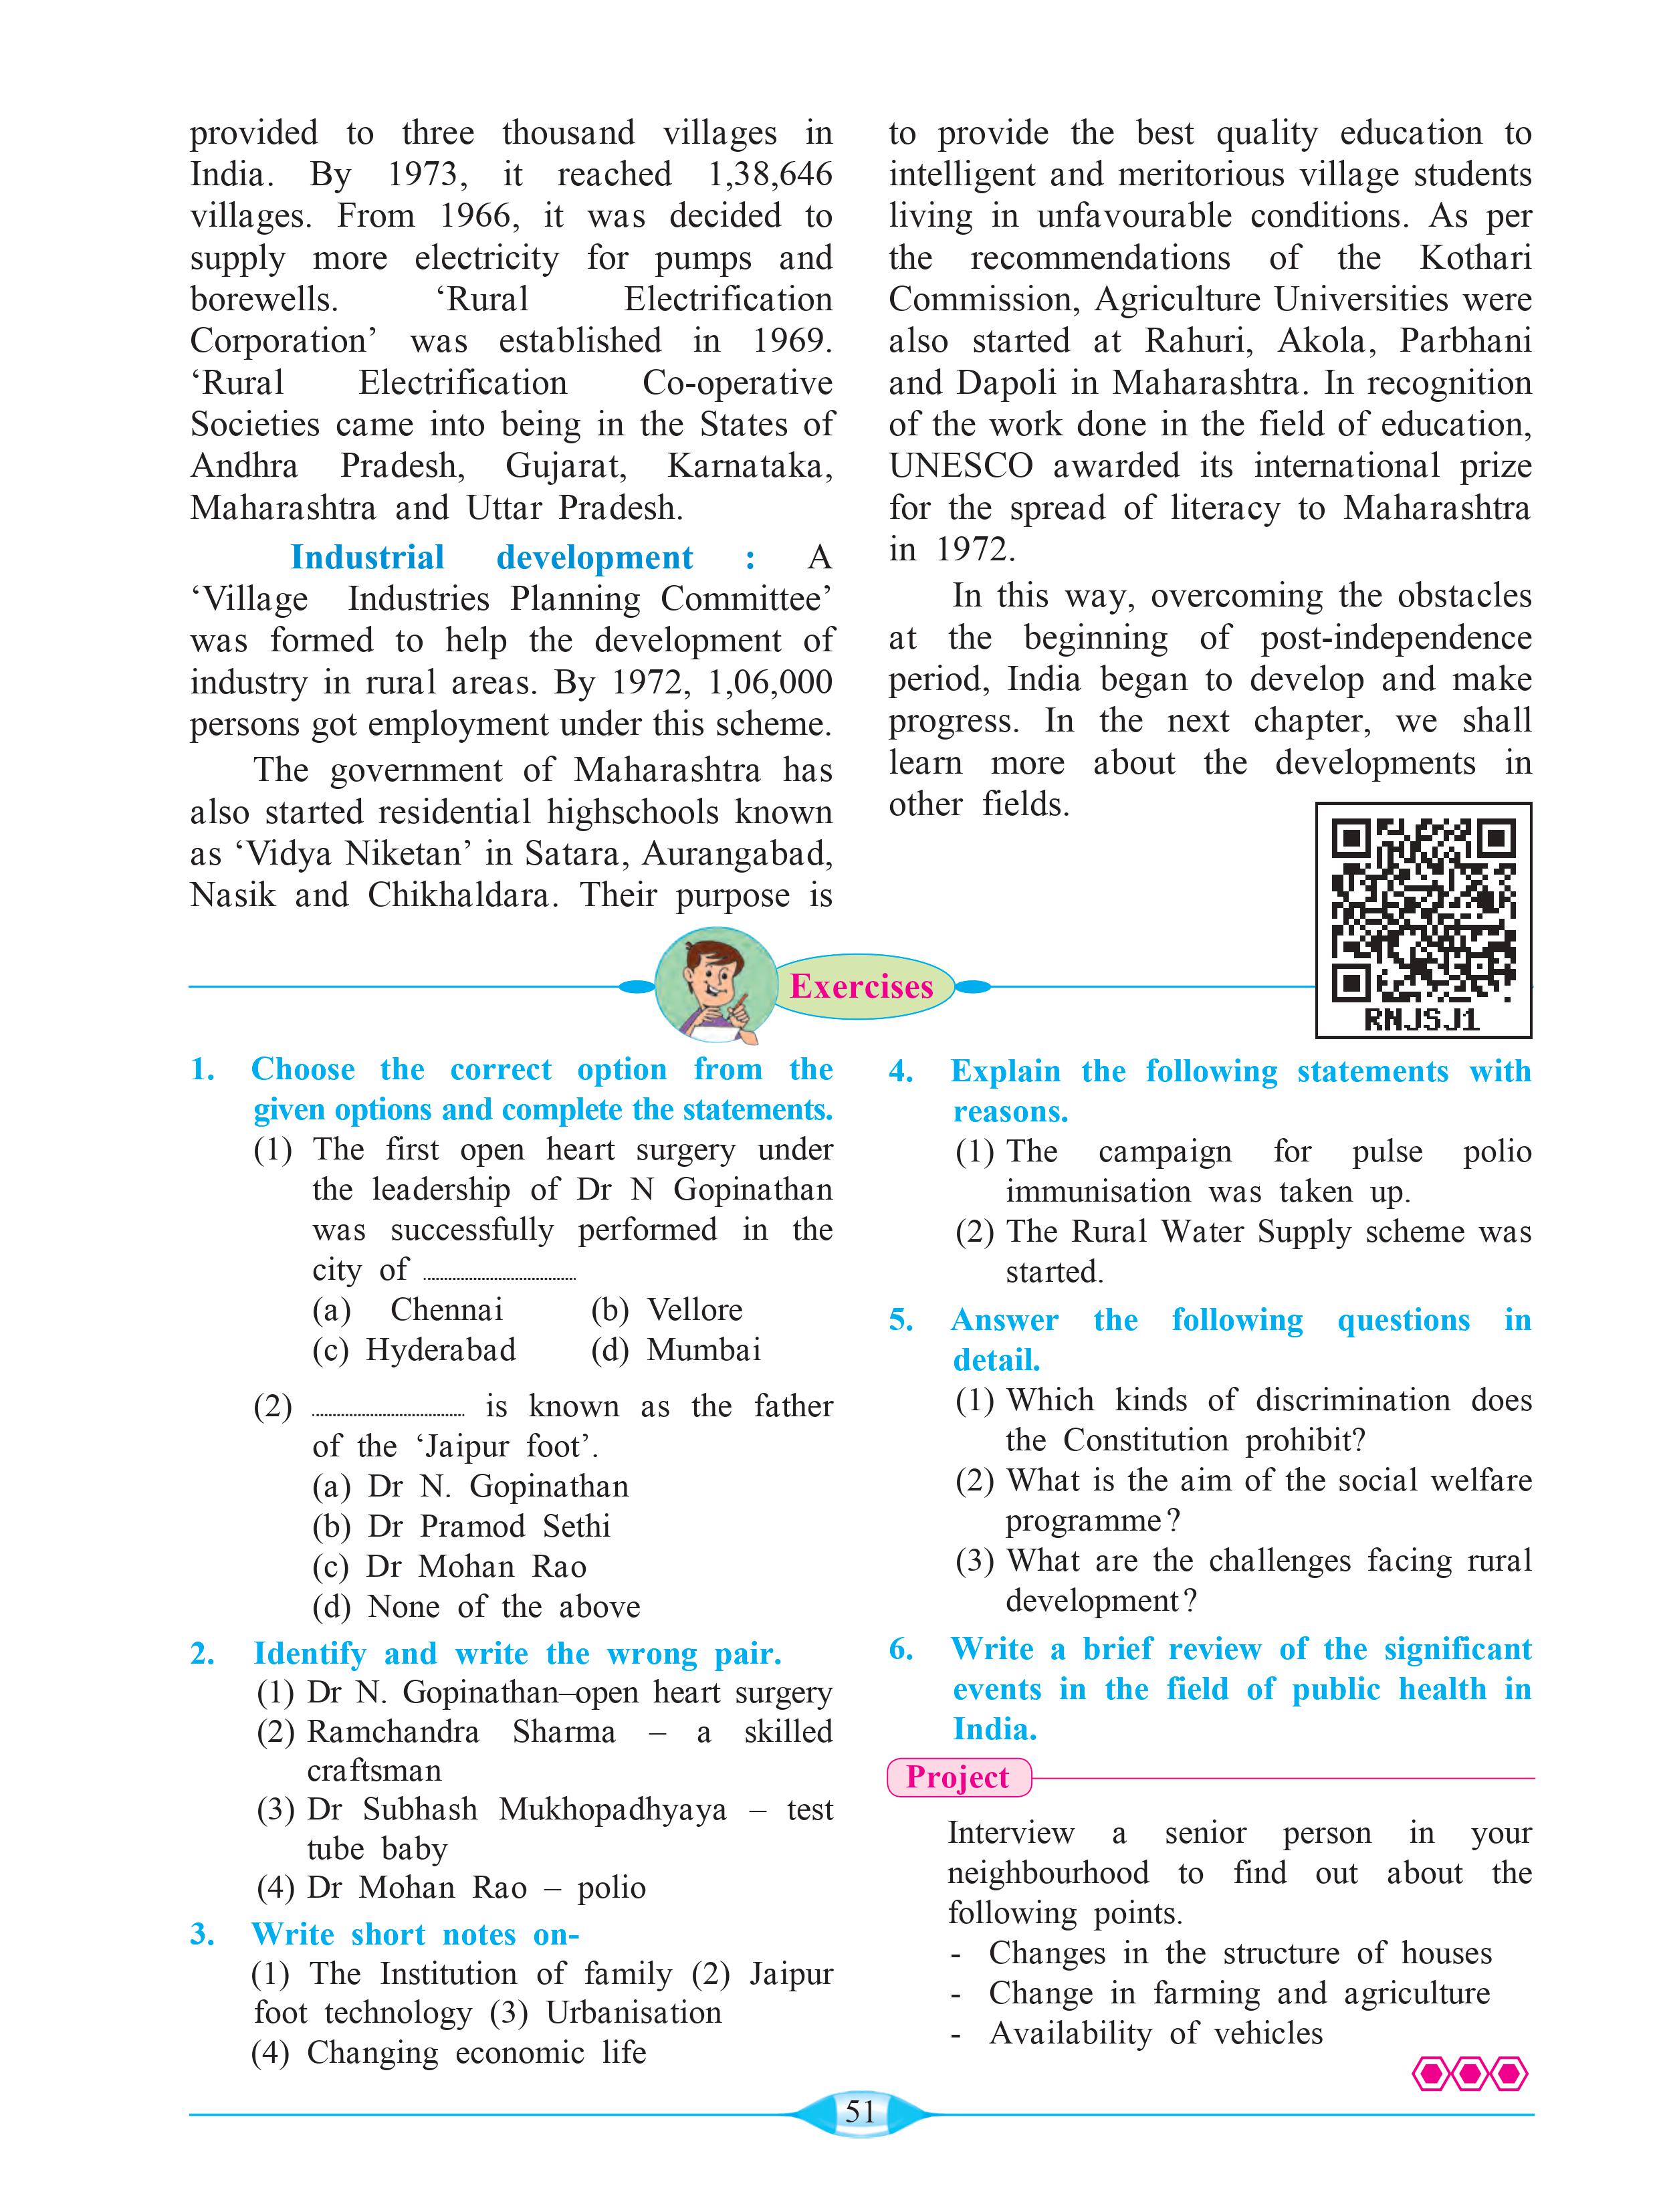 provided to three thousand villages in
India. By 1973, it reached 1,38,646
villages. From 1966, it was decided to
supply more electricity for pumps and
borewells. ‘Rural Electrification
Corporation’ was established in 1969.
‘Rural Electrification Co-operative
Societies came into being in the States of
Andhra Pradesh, Gujarat, Karnataka,
Maharashtra and Uttar Pradesh.
Industrial development : A
‘Village Industries Planning Committee’
was formed to help the development of
industry in rural areas. By 1972, 1,06,000
persons got employment under this scheme.
The government of Maharashtra has
also started residential highschools known
as ‘Vidya Niketan’ in Satara, Aurangabad,
Nasik and Chikhaldara. Their purpose is
to provide the best quality education to
intelligent and meritorious village students
living in unfavourable conditions. As per
the recommendations of the Kothari
Commission, Agriculture Universities were
also started at Rahuri, Akola, Parbhani
and Dapoli in Maharashtra. In recognition
of the work done in the field of education,
UNESCO awarded its international prize
for the spread of literacy to Maharashtra
in 1972.
In this way, overcoming the obstacles
at the beginning of post-independence
period, India began to develop and make
progress. In the next chapter, we shall
learn more about the developments in
other fields.
RNJSJ1
Exercises
1. Choose the correct option from the
given options and complete the statements.
(1) The first open heart surgery under
the leadership of Dr N Gopinathan
was successfully performed in the
city of ......................................
(a) Chennai (b) Vellore
(c) Hyderabad (d) Mumbai
(2) ...................................... is known as the father
of the ‘Jaipur foot’.
(a) Dr N. Gopinathan
(b) Dr Pramod Sethi
(c) Dr Mohan Rao
(d) None of the above
2. Identify and write the wrong pair.
(1) Dr N. Gopinathan–open heart surgery
(2) Ramchandra Sharma – a skilled
craftsman
(3) Dr Subhash Mukhopadhyaya – test
tube baby
(4) Dr Mohan Rao – polio
3. Write short notes on-
(1) The Institution of family (2) Jaipur
foot technology (3) Urbanisation
(4) Changing economic life
4. Explain the following statements with
reasons.
(1) The campaign for pulse polio
immunisation was taken up.
(2) The Rural Water Supply scheme was
started.
5. Answer the following questions in
detail.
(1) Which kinds of discrimination does
the Constitution prohibit?
(2) What is the aim of the social welfare
programme?
(3) What are the challenges facing rural
development?
6. Write a brief review of the significant
events in the field of public health in
India.
Project
Interview a senior person in your
neighbourhood to find out about the
following points.
- Changes in the structure of houses
- Change in farming and agriculture
- Availability of vehicles
51